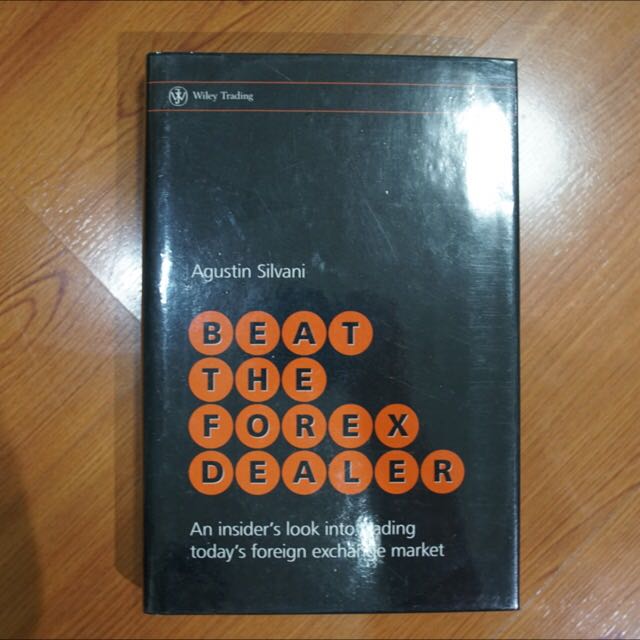 Wiley Trading
Agustin Silvani
BEAT
THE
FOREX
DEALER
An insider's look into trading
today's foreign exchange market